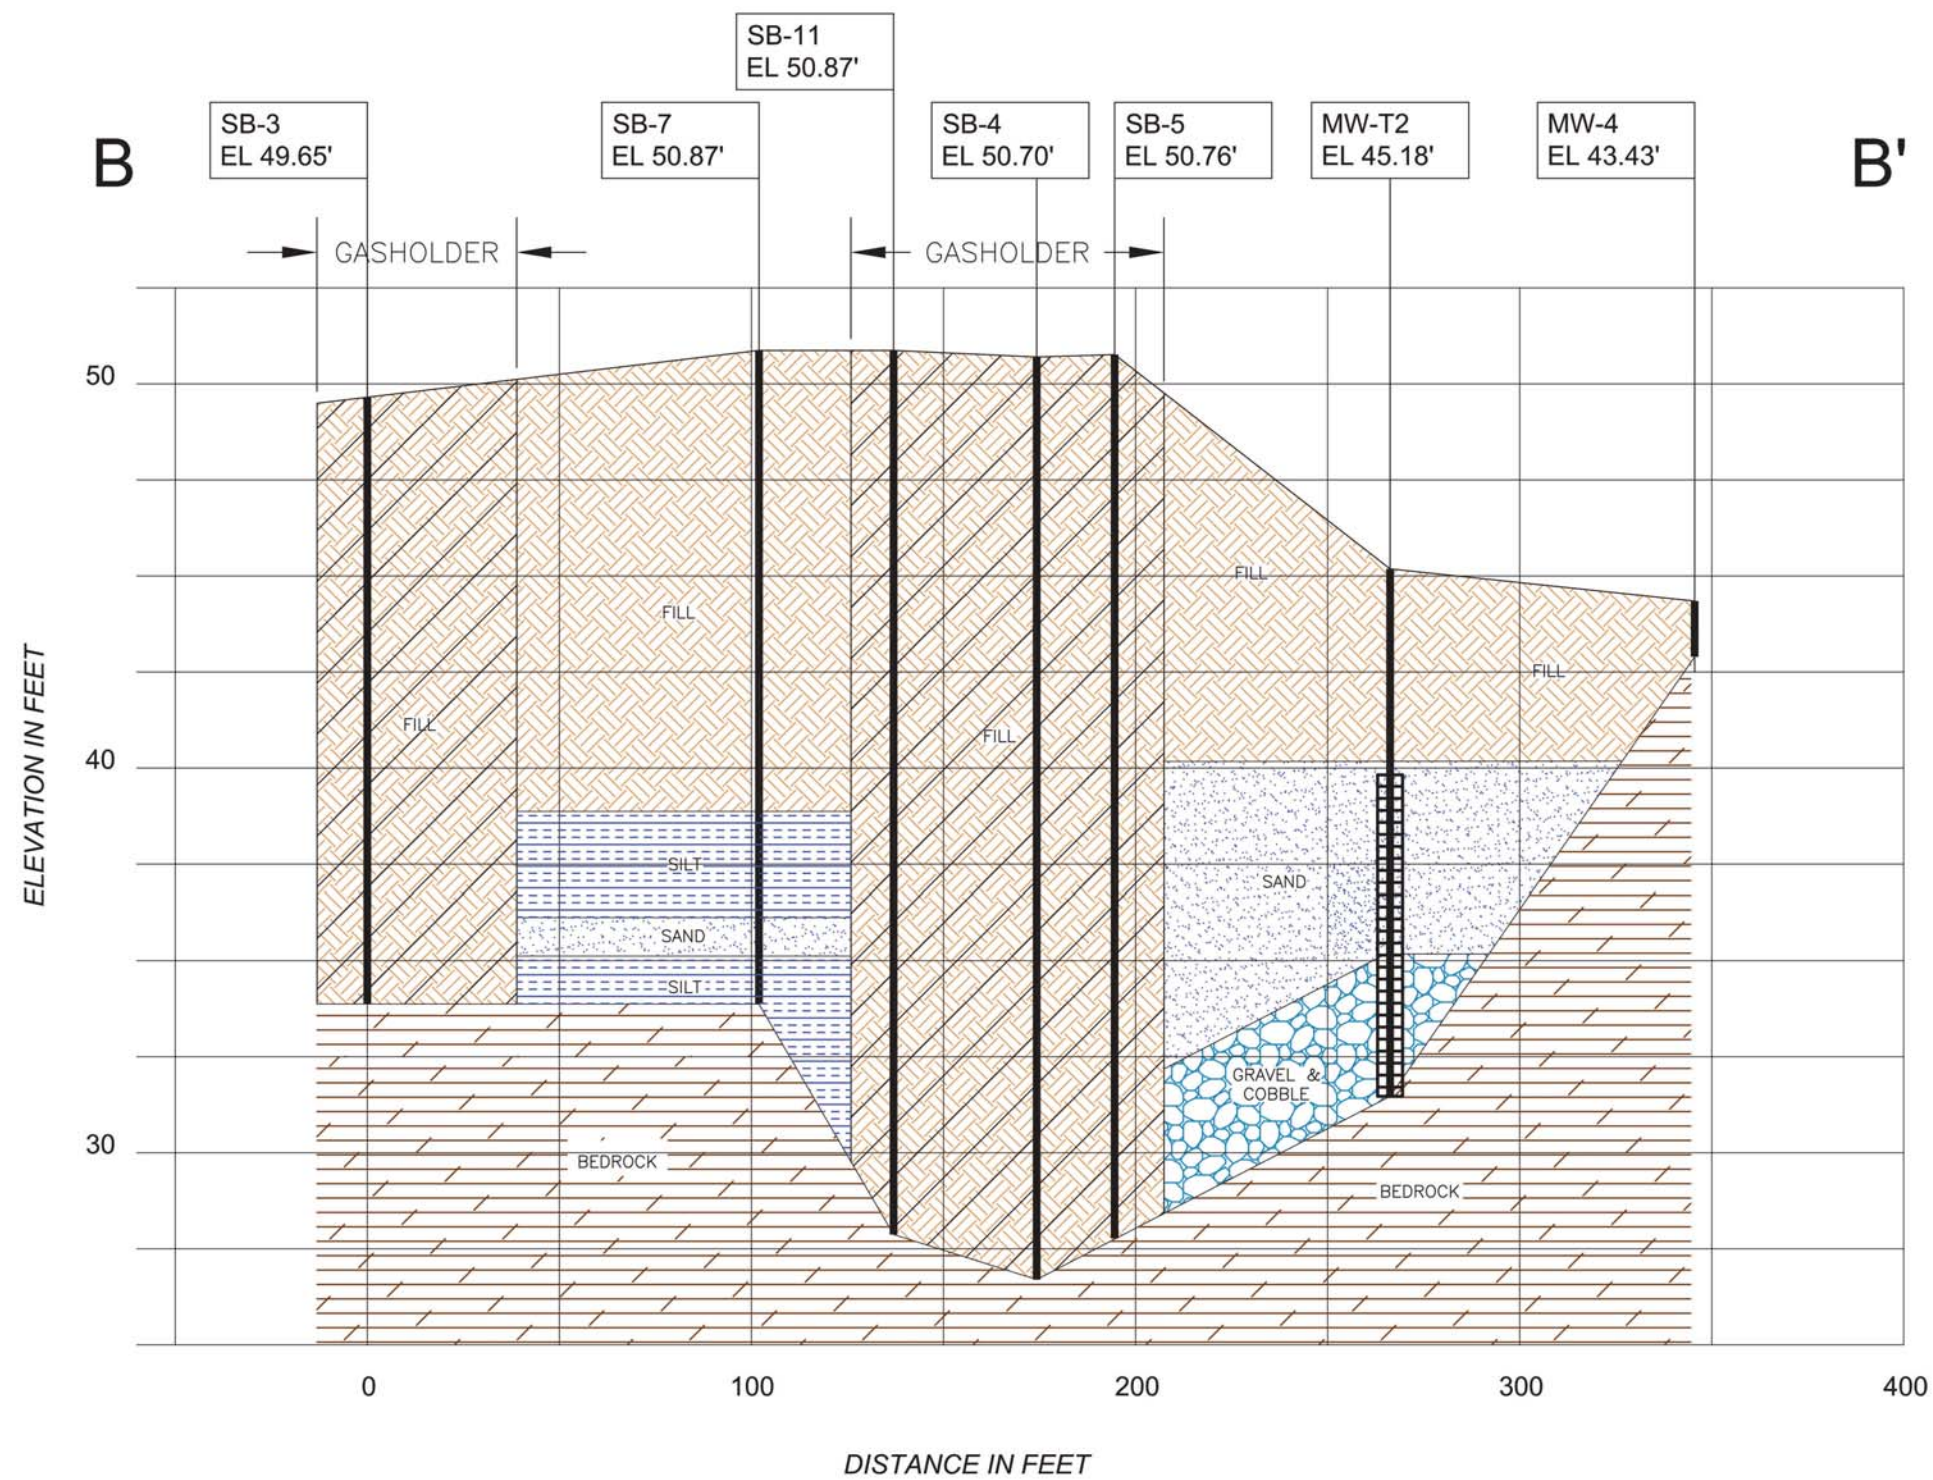 SB-11
EL 50.87'
SB-3
EL 49.65'
SB-7
EL 50.87'
SB-4
EL 50.70'
SB-5
EL 50.76'
MW-T2
EL 45.18'
MW-4
EL 43.43'
B
B'
GASHOLDER
GASHOLDER
50
40
30
ELEVATION IN FEET
FILL
FILL
FILL
FILL
FILL
SILT
SAND
SILT
SAND
GRAVEL &
COBBLE
BEDROCK
BEDROCK
0
100
200
300
400
DISTANCE IN FEET